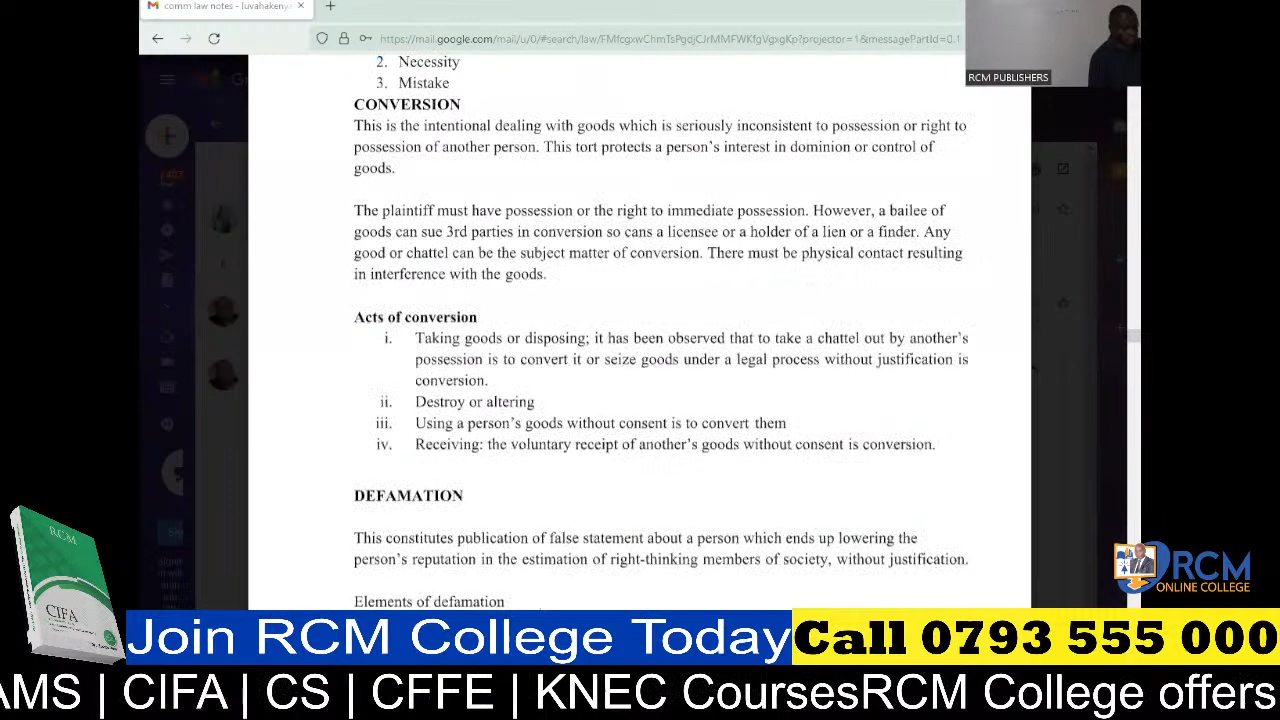 comm law notes - luvahakeny
https://mail.google.com/mail/u/0/#search/law/FMfcgxwChmTsPgdjCJrMMFWKfgVgxgKp?projector=1&messagePartId=0.1
RCM PUBLISHERS
2. Necessity
3. Mistake
CONVERSION
This is the intentional dealing with goods which is seriously inconsistent to possession or right to
possession of another person. This tort protects a person's interest in dominion or control of
goods.
The plaintiff must have possession or the right to immediate possession. However, a bailee of
goods can sue 3rd parties in conversion so cans a licensee or a holder of a lien or a finder. Any
good or chattel can be the subject matter of conversion. There must be physical contact resulting
in interference with the goods.
Acts of conversion
i. Taking goods or disposing; it has been observed that to take a chattel out by another's
possession is to convert it or seize goods under a legal process without justification is
conversion.
ii. Destroy or altering
iii. Using a person's goods without consent is to convert them
iv. Receiving: the voluntary receipt of another's goods without consent is conversion.
DEFAMATION
This constitutes publication of false statement about a person which ends up lowering the
person's reputation in the estimation of right-thinking members of society, without justification.
Elements of defamation
RCM
CIFA
RCM
ONLINE COLLEGE
Join RCM College Today
Call 0793 555 000
AMS | CIFA | CS | CFFE | KNEC CoursesRCM College offers